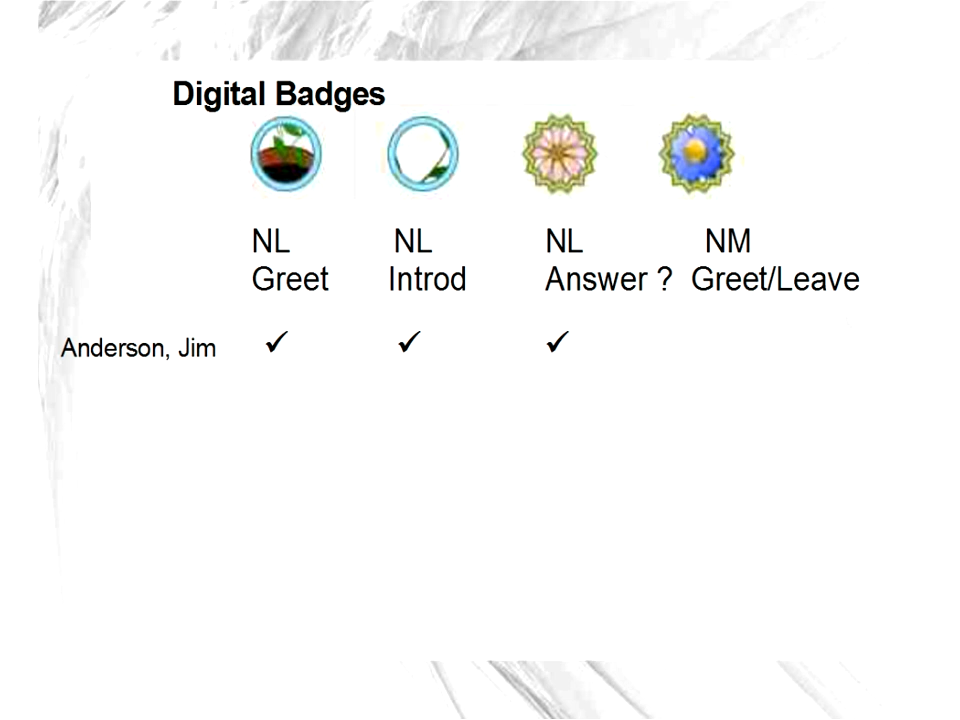 Digital Badges
NL NL NL NM
Greet Introd Answer ? Greet/Leave
Anderson, Jim ✓ ✓ ✓